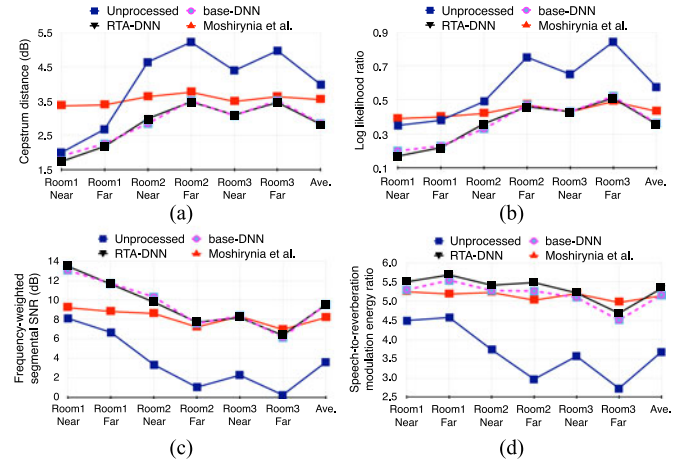 Unprocessed base-DNN
RTA-DNN Moshirynia et al.
Cepstrum distance (dB)
5.5
4.5
3.5
2.5
1.5
Room1 Near
Room1 Far
Room2 Near
Room2 Far
Room3 Near
Room3 Far
Ave.
(a)
Unprocessed base-DNN
RTA-DNN Moshirynia et al.
Log likelihood ratio
0.9
0.7
0.5
0.3
0.1
Room1 Near
Room1 Far
Room2 Near
Room2 Far
Room3 Near
Room3 Far
Ave.
(b)
Unprocessed base-DNN
RTA-DNN Moshirynia et al.
Frequency-weighted
segmental SNR (dB)
14
12
10
8
6
4
2
0
Room1 Near
Room1 Far
Room2 Near
Room2 Far
Room3 Near
Room3 Far
Ave.
(c)
Unprocessed base-DNN
RTA-DNN Moshirynia et al.
Speech-to-reverberation
modulation energy ratio
6.0
5.5
5.0
4.5
4.0
3.5
3.0
2.5
Room1 Near
Room1 Far
Room2 Near
Room2 Far
Room3 Near
Room3 Far
Ave.
(d)